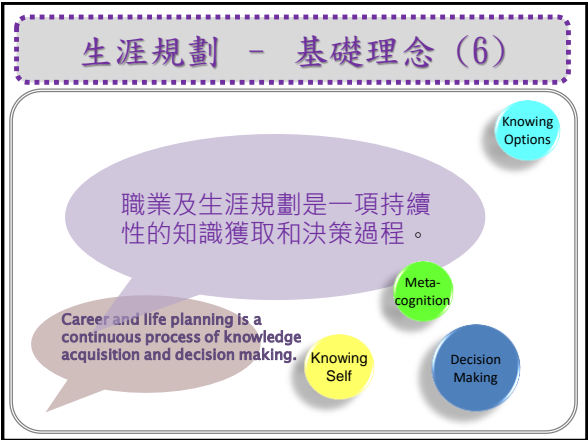 生涯規劃 - 基礎理念 (6)
Knowing
Options
職業及生涯規劃是一項持續
性的知識獲取和決策過程。
Meta-
cognition
Career and life planning is a
continuous process of knowledge
acquisition and decision making.
Knowing
Self
Decision
Making